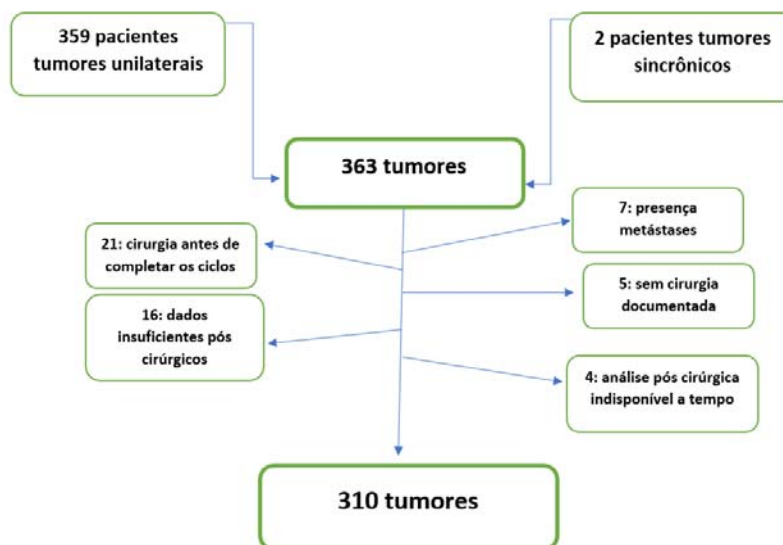 359 pacientes
tumores unilaterais
2 pacientes tumores
sincrônicos
363 tumores
7: presença
metástases
21: cirurgia antes de
completar os ciclos
5: sem cirurgia
documentada
16: dados
insuficientes pós
cirúrgicos
4: análise pós cirúrgica
indisponível a tempo
310 tumores